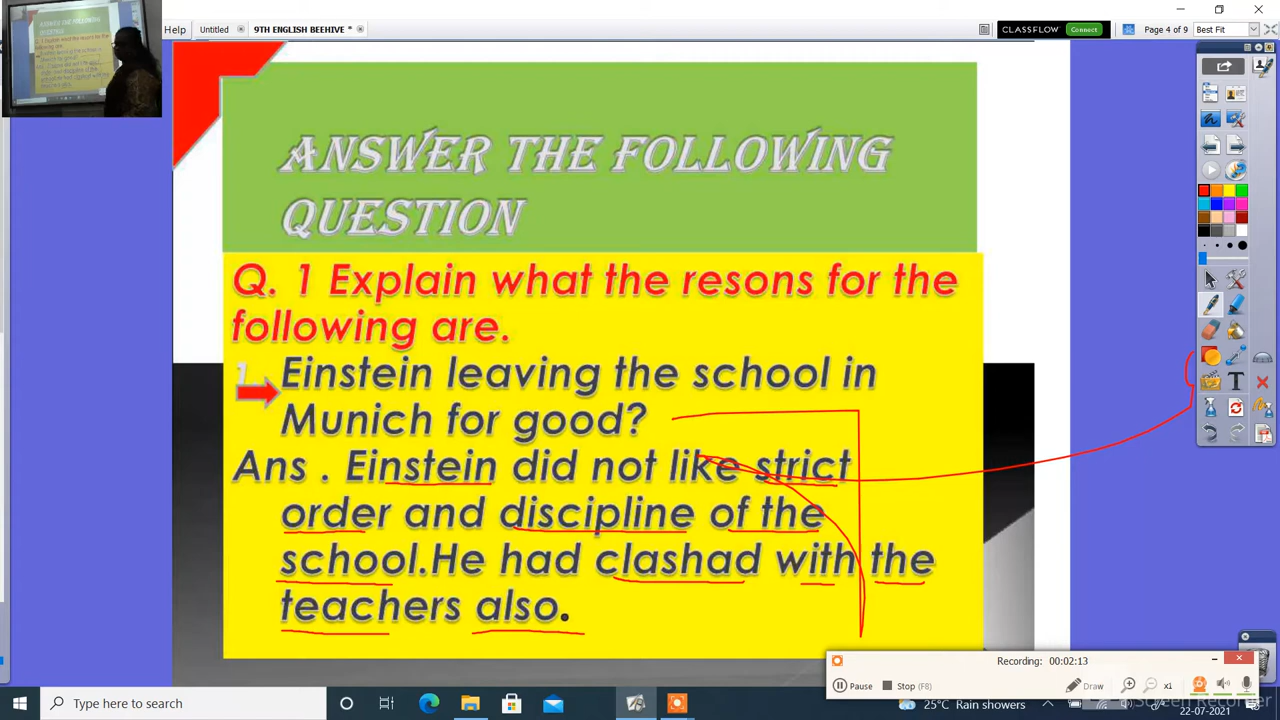 Help
Untitled
9TH ENGLISH BEEHIVE *
CLASSFLOW
Connect
Page 4 of 9
Best Fit
ANSWER THE FOLLOWING
QUESTION
Q. 1 Explain what the resons for the
following are.
1.
Einstein leaving the school in
Munich for good?
Ans . Einstein did not like strict
order and discipline of the
school.He had clashad with the
teachers also.
Recording: 00:02:13
Pause
Stop (F8)
Draw
x1
Screen Recorder
Type here to search
25°C Rain showers
22-07-2021